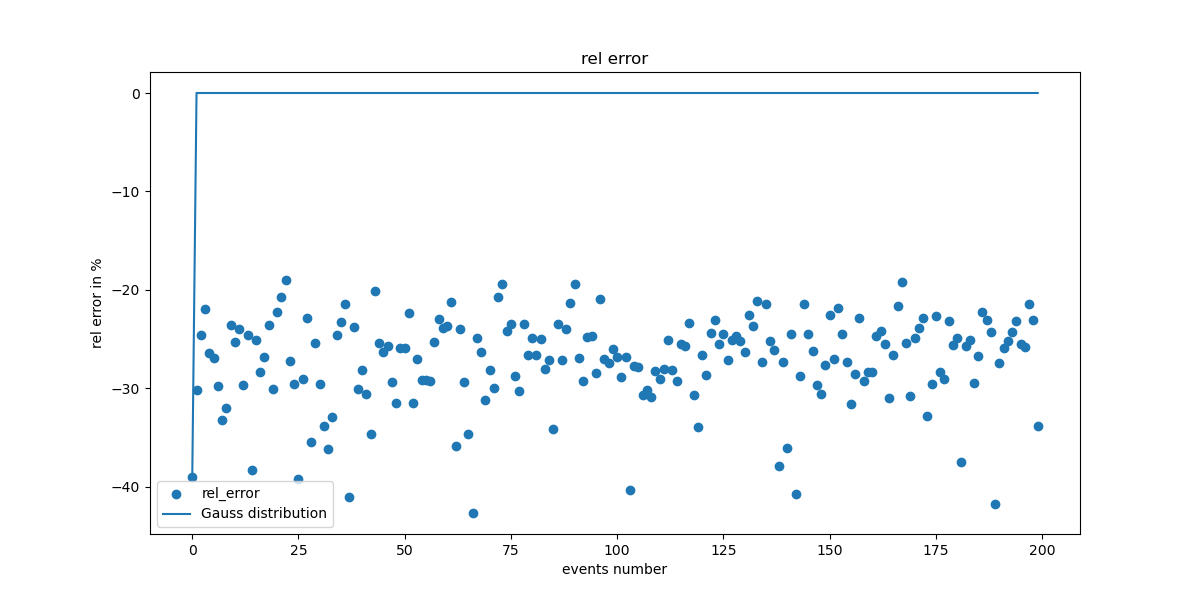 rel error
0
−10
−20
−30
−40
rel error in %
rel_error
Gauss distribution
0 25 50 75 100 125 150 175 200
events number